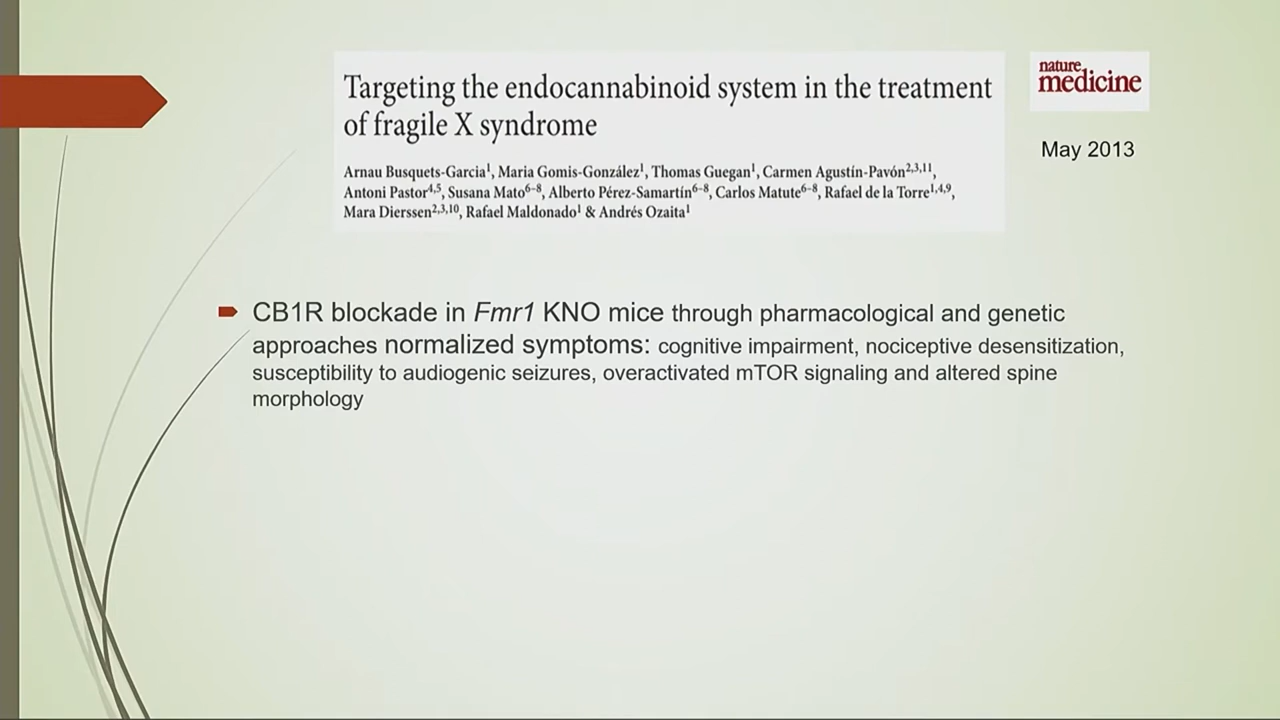 Targeting the endocannabinoid system in the treatment
of fragile X syndrome
nature
medicine
May 2013
Arnau Busquets-Garcia1, Maria Gomis-González1, Thomas Guegan1, Carmen Agustín-Pavón2,3,11,
Antoni Pastor4,5, Susana Mato6–8, Alberto Pérez-Samartín6–8, Carlos Matute6–8, Rafael de la Torre1,4,9,
Mara Dierssen2,3,10, Rafael Maldonado1 & Andrés Ozaita1
CB1R blockade in Fmr1 KNO mice through pharmacological and genetic
approaches normalized symptoms: cognitive impairment, nociceptive desensitization,
susceptibility to audiogenic seizures, overactivated mTOR signaling and altered spine
morphology